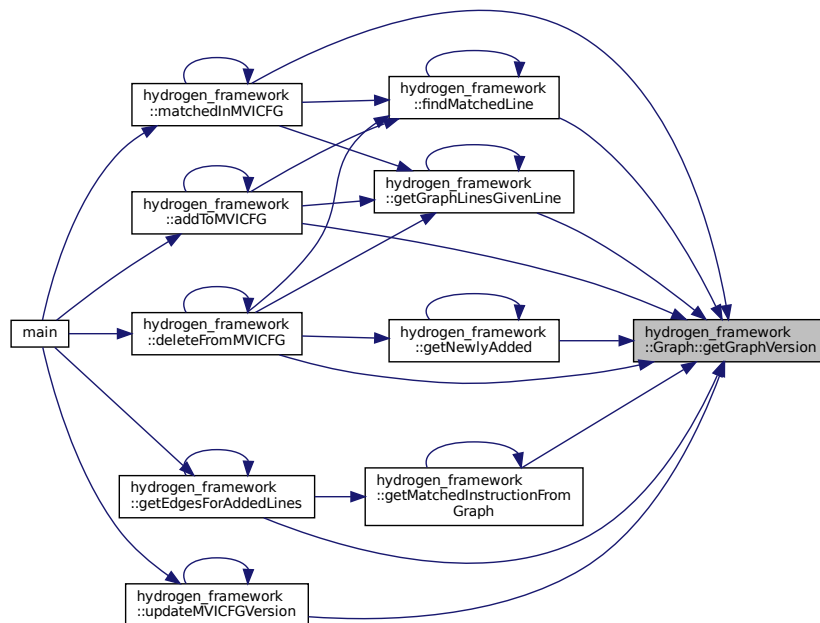 hydrogen_framework
::matchedInMVICFG
hydrogen_framework
::findMatchedLine
hydrogen_framework
::getGraphLinesGivenLine
hydrogen_framework
::addToMVICFG
main
hydrogen_framework
::deleteFromMVICFG
hydrogen_framework
::getNewlyAdded
hydrogen_framework
::Graph::getGraphVersion
hydrogen_framework
::getEdgesForAddedLines
hydrogen_framework
::getMatchedInstructionFrom
Graph
hydrogen_framework
::updateMVICFGVersion